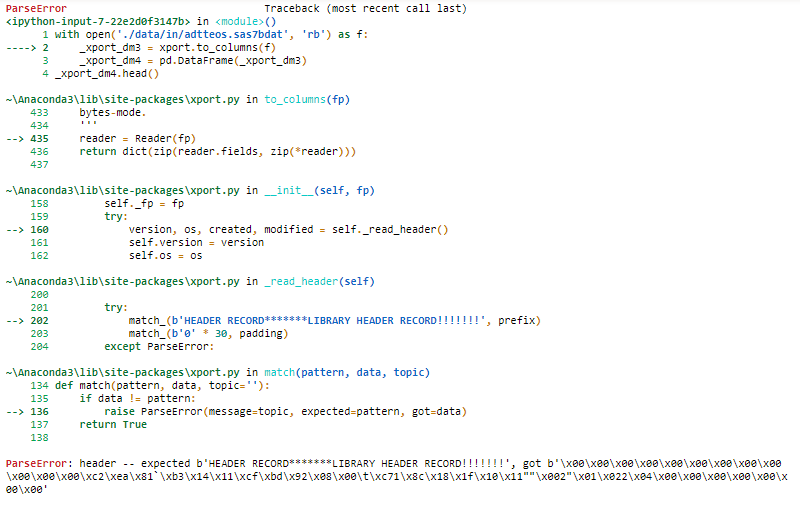 ParseError                                Traceback (most recent call last)
<ipython-input-7-22e2d0f3147b> in <module>()
      1 with open('./data/in/adtteos.sas7bdat', 'rb') as f:
----> 2     _xport_dm3 = xport.to_columns(f)
      3     _xport_dm4 = pd.DataFrame(_xport_dm3)
      4 _xport_dm4.head()
~\Anaconda3\lib\site-packages\xport.py in to_columns(fp)
    433     bytes-mode.
    434     '''
--> 435     reader = Reader(fp)
    436     return dict(zip(reader.fields, zip(*reader)))
    437
~\Anaconda3\lib\site-packages\xport.py in __init__(self, fp)
    158         self._fp = fp
    159         try:
--> 160             version, os, created, modified = self._read_header()
    161             self.version = version
    162             self.os = os
~\Anaconda3\lib\site-packages\xport.py in _read_header(self)
    200
    201         try:
--> 202             match_(b'HEADER RECORD*******LIBRARY HEADER RECORD!!!!!!!', prefix)
    203             match_(b'0' * 30, padding)
    204         except ParseError:
~\Anaconda3\lib\site-packages\xport.py in match(pattern, data, topic)
    134 def match(pattern, data, topic=''):
    135     if data != pattern:
--> 136         raise ParseError(message=topic, expected=pattern, got=data)
    137     return True
    138
ParseError: header -- expected b'HEADER RECORD*******LIBRARY HEADER RECORD!!!!!!!', got b'\x00\x00\x00\x00\x00\x00\x00\x00\x00
\x00\x00\x00\xc2\xea\x81`\xb3\x14\x11\xcf\xbd\x92\x08\x00\t\xc71\x8c\x18\x1f\x10\x11""\x002"\x01\x022\x04\x00\x00\x00\x00\x00\x
00\x00'